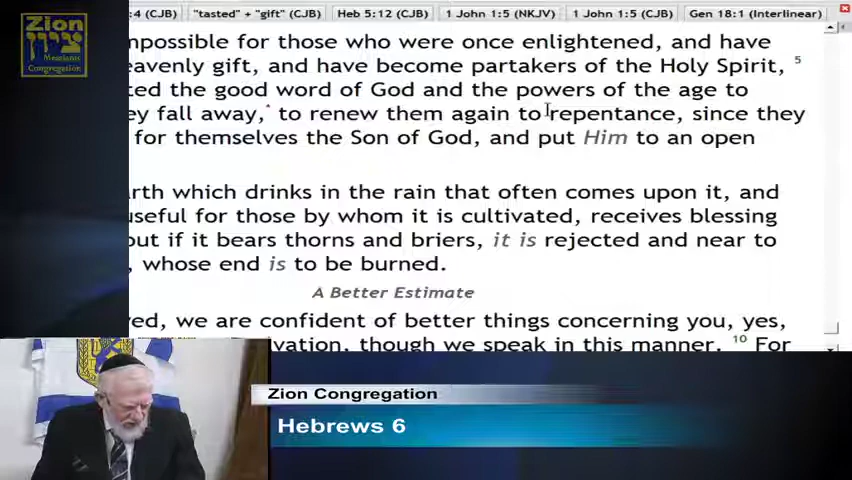 :4 (CJB) "tasted" + "gift" (CJB) Heb 5:12 (CJB) 1 John 1:5 (NKJV) 1 John 1:5 (CJB) Gen 18:1 (Interlinear)
Zion
ציון
Messianic
Congregation
mpossible for those who were once enlightened, and have
eavenly gift, and have become partakers of the Holy Spirit, 5
ted the good word of God and the powers of the age to
ey fall away,* to renew them again to repentance, since they
for themselves the Son of God, and put Him to an open
arth which drinks in the rain that often comes upon it, and
useful for those by whom it is cultivated, receives blessing
out if it bears thorns and briers, it is rejected and near to
, whose end is to be burned.
A Better Estimate
ved, we are confident of better things concerning you, yes,
vation, though we speak in this manner. 10 For
Zion Congregation
Hebrews 6